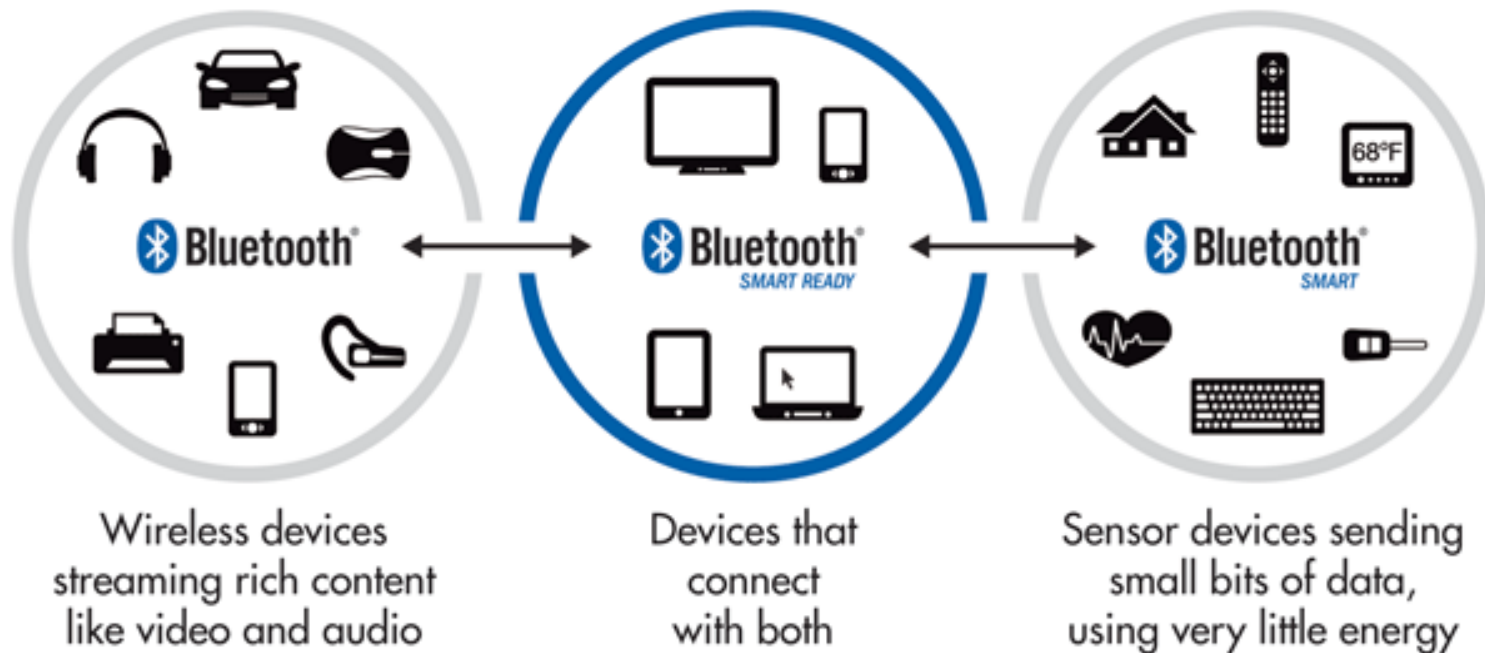 68°F
Bluetooth®
Bluetooth®
SMART READY
Bluetooth®
SMART
Wireless devices
streaming rich content
like video and audio
Devices that
connect
with both
Sensor devices sending
small bits of data,
using very little energy